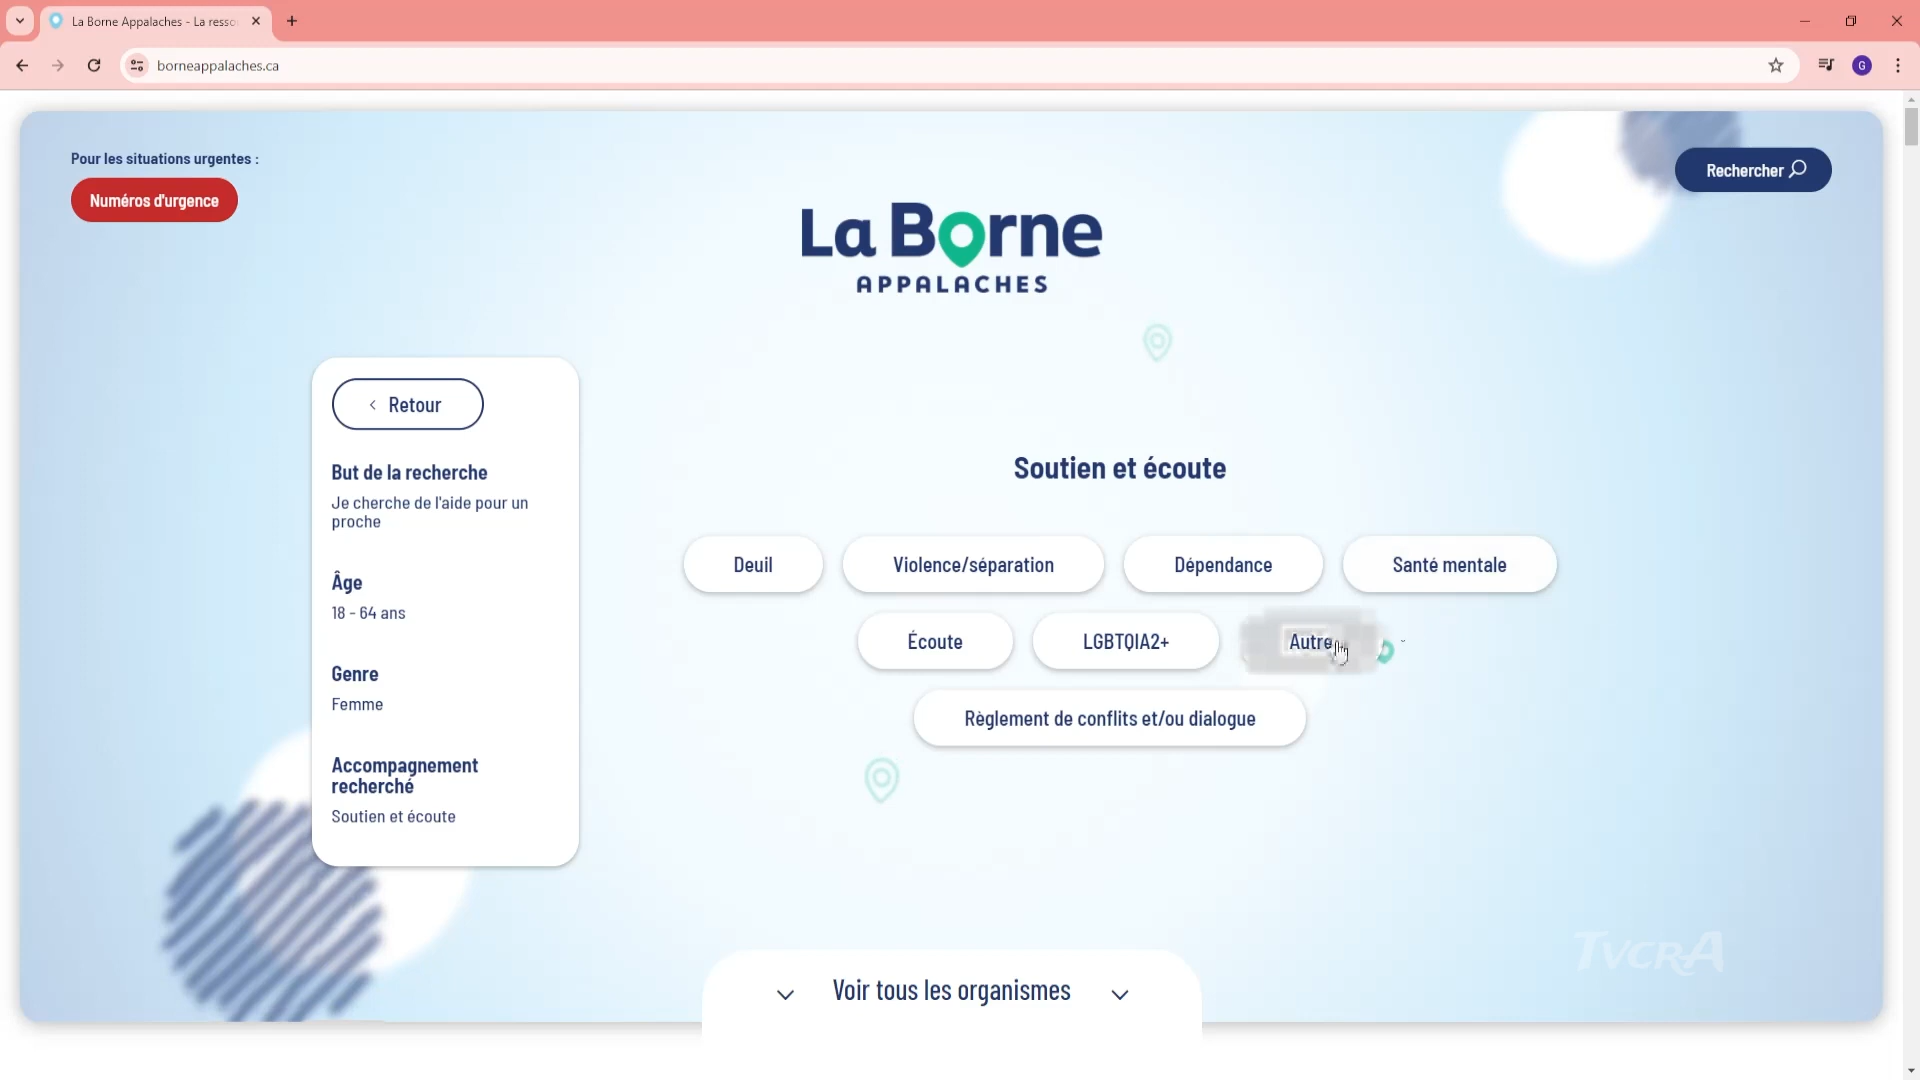 La Borne Appalaches - La resso
borneappalaches.ca
G
Pour les situations urgentes :
Numéros d'urgence
Rechercher
La Borne
APPALACHES
Retour
But de la recherche
Je cherche de l'aide pour un
proche
Âge
18 - 64 ans
Genre
Femme
Accompagnement
recherché
Soutien et écoute
Soutien et écoute
Deuil
Violence/séparation
Dépendance
Santé mentale
Écoute
LGBTQIA2+
Autre
Règlement de conflits et/ou dialogue
Voir tous les organismes
TVCRA